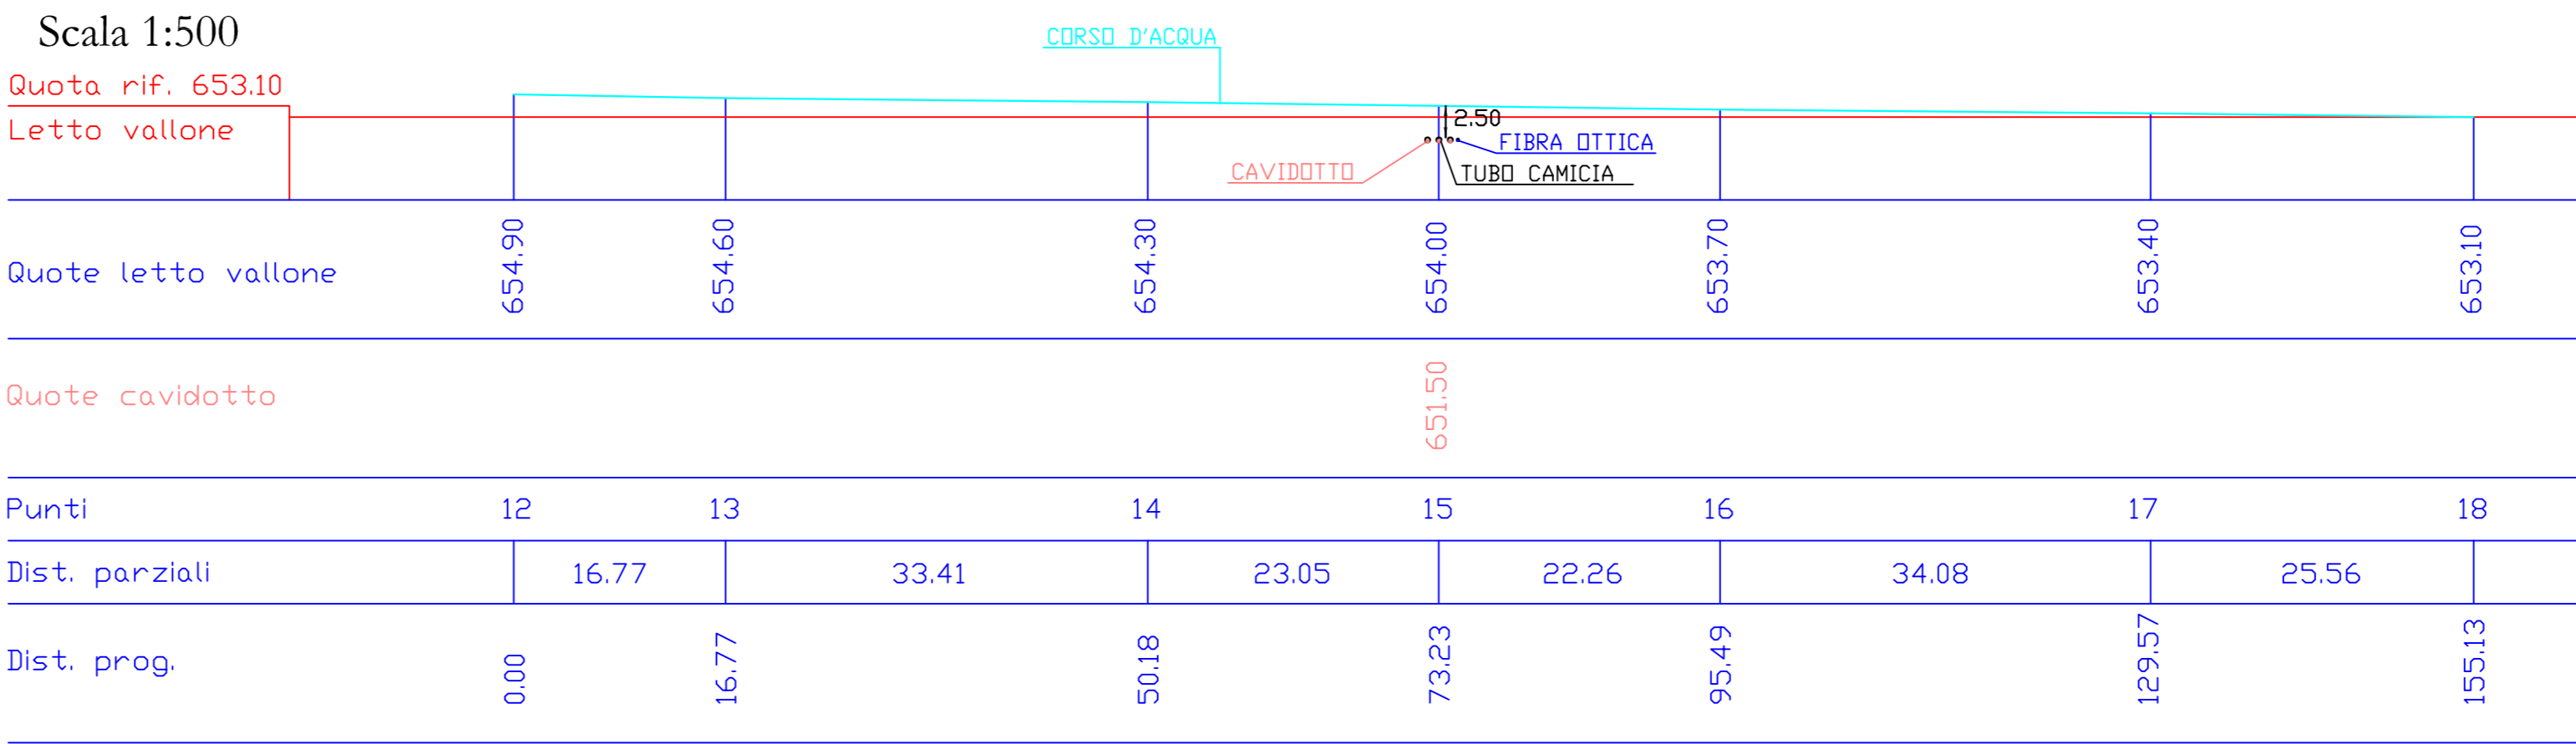 Scala 1:500
CORSO D'ACQUA
Quota rif. 653.10
Letto vallone
2.50
FIBRA OTTICA
CAVIDOTTO
TUBO CAMICIA
Quote letto vallone 654.90 654.60 654.30 654.00 653.70 653.40 653.10
Quote cavidotto 651.50
Punti 12 13 14 15 16 17 18
Dist. parziali 16.77 33.41 23.05 22.26 34.08 25.56
Dist. prog. 0.00 16.77 50.18 73.23 95.49 129.57 155.13